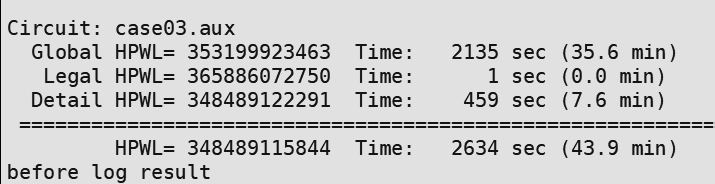 Circuit: case03.aux
  Global HPWL= 353199923463  Time:   2135 sec (35.6 min)
   Legal HPWL= 365886072750  Time:      1 sec (0.0 min)
  Detail HPWL= 348489122291  Time:    459 sec (7.6 min)
 ==========================================================
         HPWL= 348489115844  Time:   2634 sec (43.9 min)
before log result